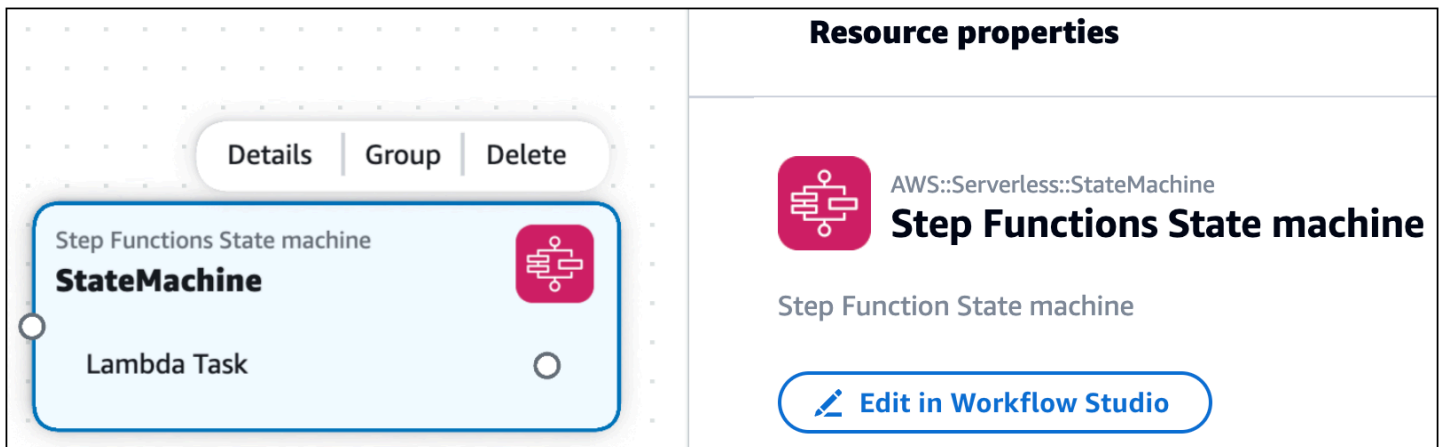 Details
Group
Delete
Step Functions State machine
StateMachine
Lambda Task
Resource properties
AWS::Serverless::StateMachine
Step Functions State machine
Step Function State machine
Edit in Workflow Studio